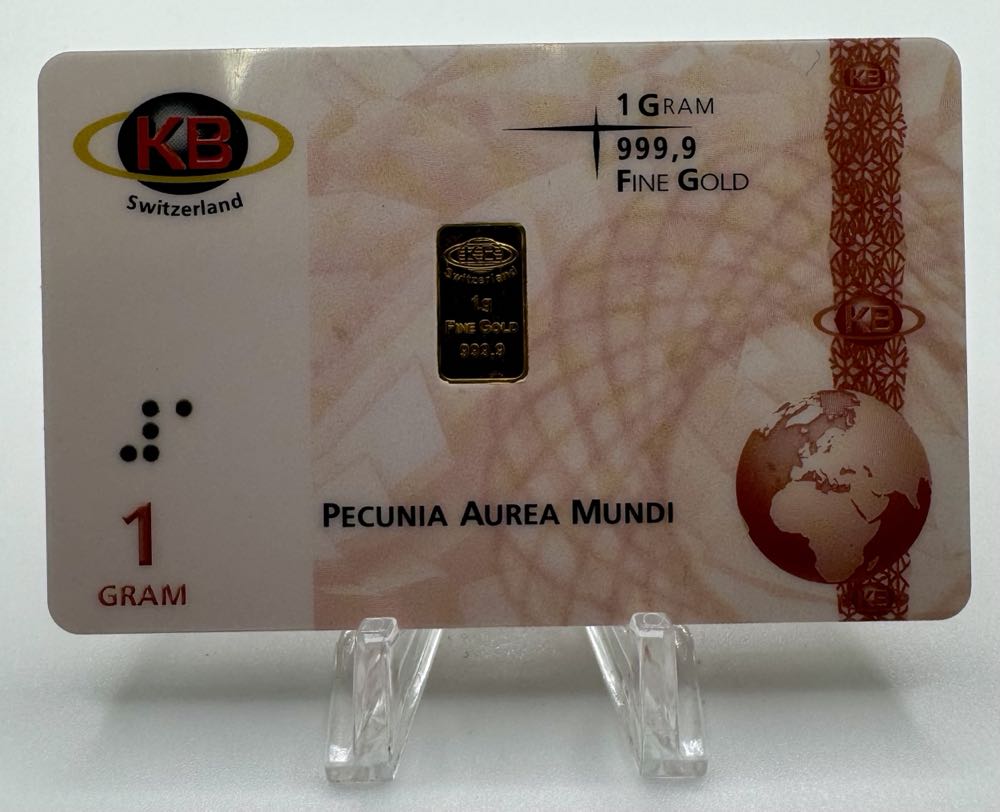 KB
Switzerland
1 GRAM
999,9
FINE GOLD
KB
Switzerland
1g
FINE GOLD
999.9
KB
1
GRAM
PECUNIA AUREA MUNDI
KB